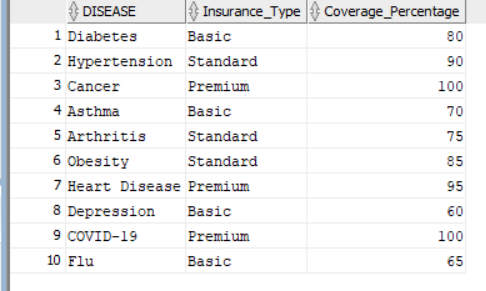 DISEASE Insurance_Type Coverage_Percentage
1 Diabetes Basic 80
2 Hypertension Standard 90
3 Cancer Premium 100
4 Asthma Basic 70
5 Arthritis Standard 75
6 Obesity Standard 85
7 Heart Disease Premium 95
8 Depression Basic 60
9 COVID-19 Premium 100
10 Flu Basic 65